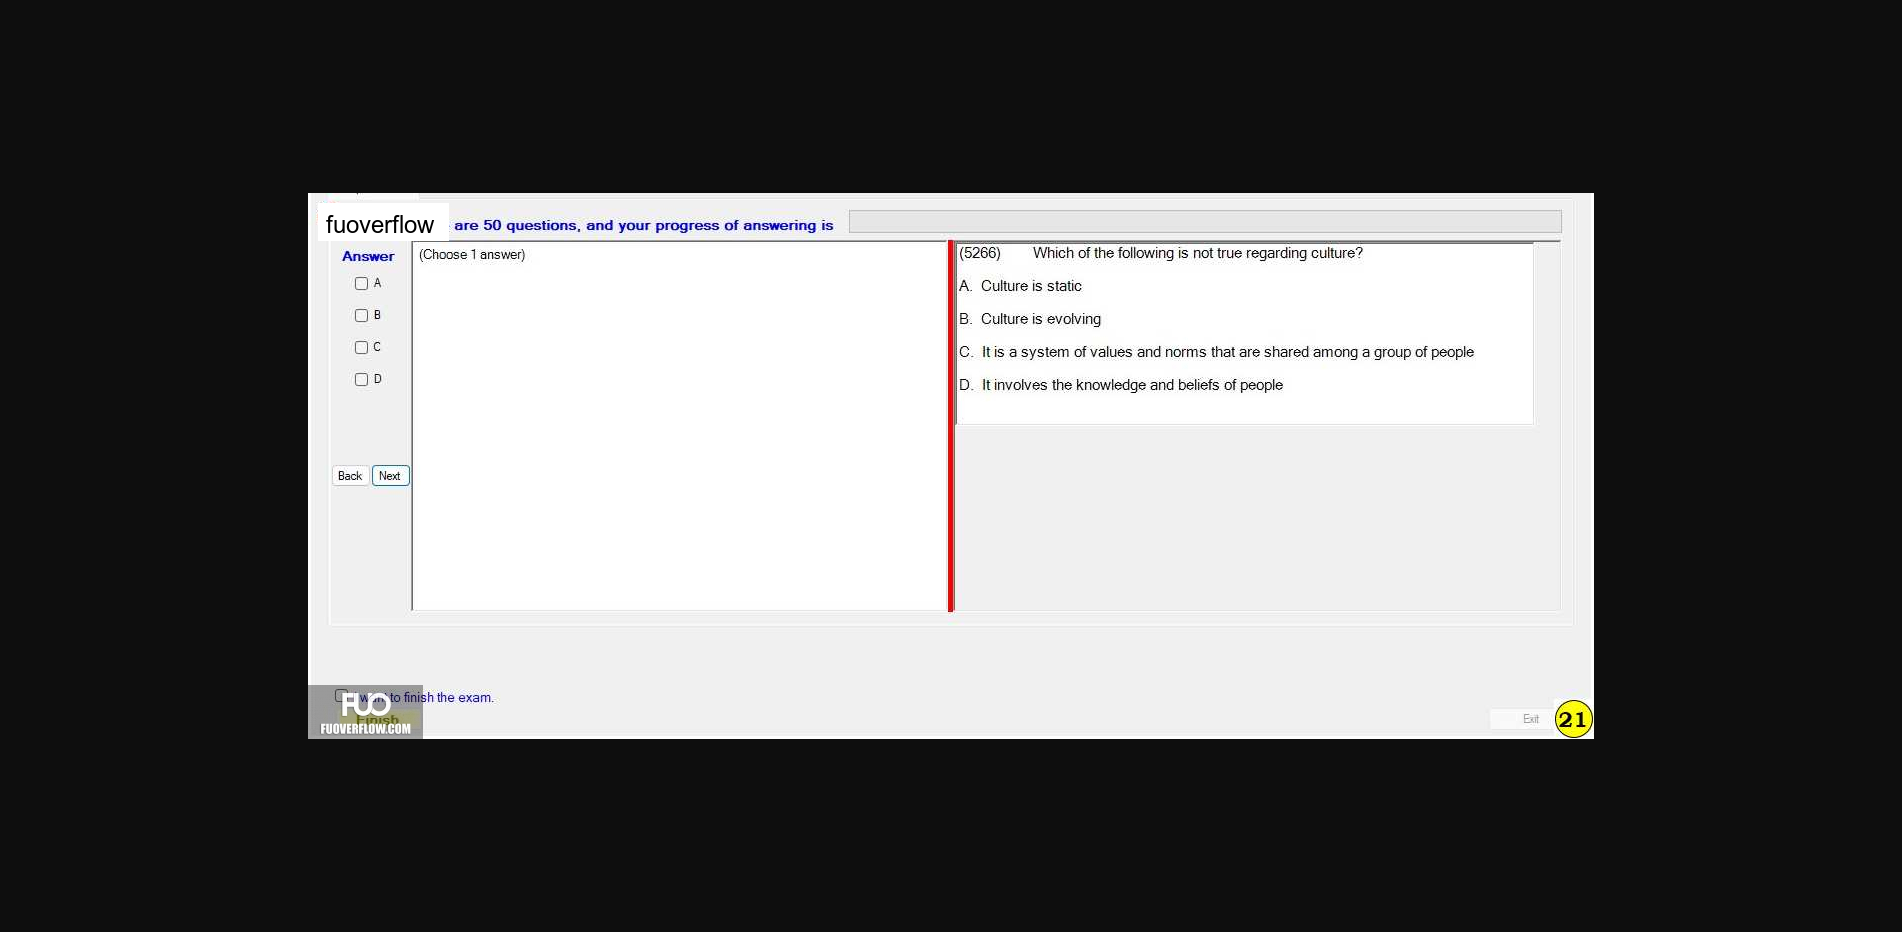 fuoverflow are 50 questions, and your progress of answering is
Answer
A
B
C
D
Back Next
(Choose 1 answer)
(5266) Which of the following is not true regarding culture?
A. Culture is static
B. Culture is evolving
C. It is a system of values and norms that are shared among a group of people
D. It involves the knowledge and beliefs of people
I want to finish the exam.
Finish
FUO
FUOVERFLOW.COM
Exit
21